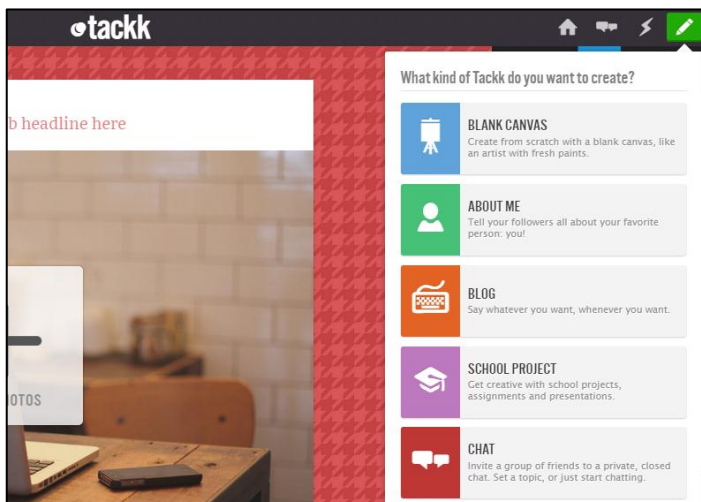 tackk
b headline here
OTOS
What kind of Tackk do you want to create?
BLANK CANVAS
Create from scratch with a blank canvas, like
an artist with fresh paints.
ABOUT ME
Tell your followers all about your favorite
person: you!
BLOG
Say whatever you want, whenever you want.
SCHOOL PROJECT
Get creative with school projects,
assignments and presentations.
CHAT
Invite a group of friends to a private, closed
chat. Set a topic, or just start chatting.